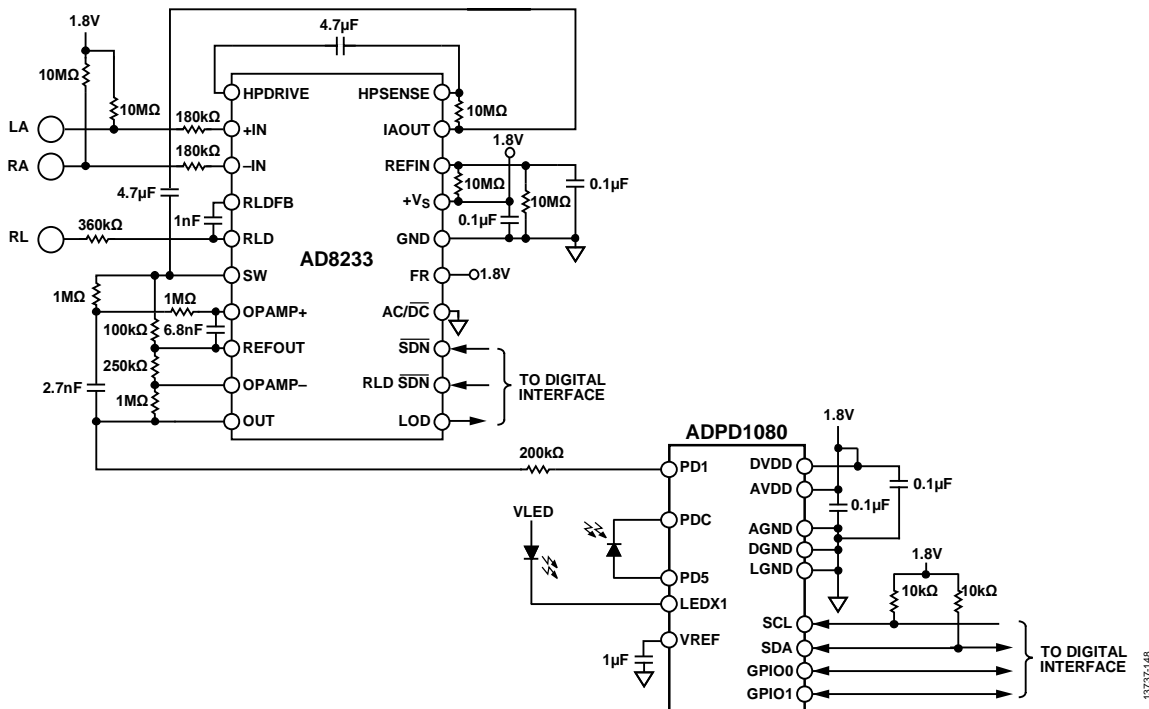 1.8V
4.7µF
10MΩ
10MΩ
HPDRIVE
HPSENSE
10MΩ
LA
180kΩ
+IN
IAOUT
1.8V
RA
180kΩ
–IN
REFIN
10MΩ
10MΩ
0.1µF
4.7µF
RLDFB
+VS
0.1µF
1nF
RL
360kΩ
RLD
GND
AD8233
SW
FR
1.8V
1MΩ
1MΩ
OPAMP+
AC/DC
100kΩ
6.8nF
REFOUT
SDN
250kΩ
TO DIGITAL
INTERFACE
2.7nF
OPAMP–
RLD SDN
1MΩ
OUT
LOD
1.8V
ADPD1080
200kΩ
PD1
DVDD
0.1µF
AVDD
0.1µF
VLED
PDC
AGND
DGND
1.8V
PD5
LGND
10kΩ
10kΩ
LEDX1
SCL
VREF
SDA
TO DIGITAL
INTERFACE
1µF
GPIO0
GPIO1
13737-148